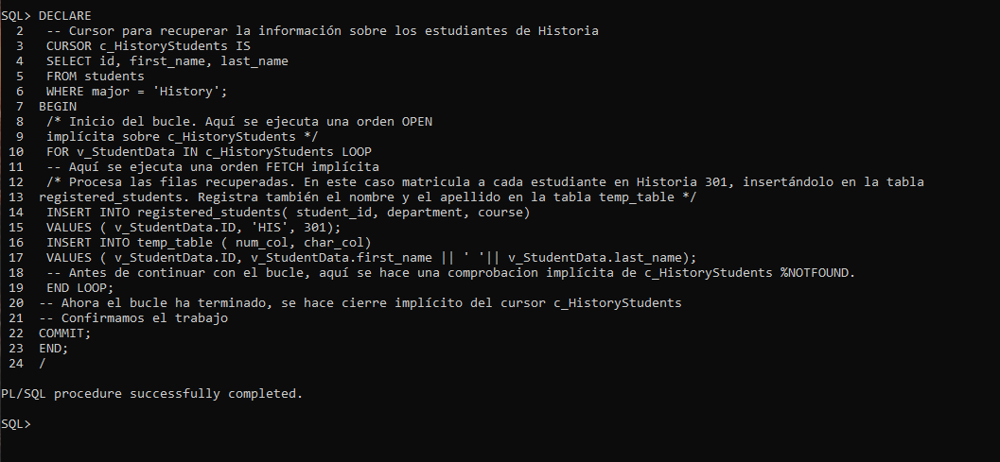 SQL> DECLARE
2 -- Cursor para recuperar la información sobre los estudiantes de Historia
3 CURSOR c_HistoryStudents IS
4 SELECT id, first_name, last_name
5 FROM students
6 WHERE major = 'History';
7 BEGIN
8 /* Inicio del bucle. Aquí se ejecuta una orden OPEN
9 implícita sobre c_HistoryStudents */
10 FOR v_StudentData IN c_HistoryStudents LOOP
11 -- Aquí se ejecuta una orden FETCH implícita
12 /* Procesa las filas recuperadas. En este caso matricula a cada estudiante en Historia 301, insertándolo en la tabla
13 registered_students. Registra también el nombre y el apellido en la tabla temp_table */
14 INSERT INTO registered_students( student_id, department, course)
15 VALUES ( v_StudentData.ID, 'HIS', 301);
16 INSERT INTO temp_table ( num_col, char_col)
17 VALUES ( v_StudentData.ID, v_StudentData.first_name || ' '|| v_StudentData.last_name);
18 -- Antes de continuar con el bucle, aquí se hace una comprobacion implícita de c_HistoryStudents %NOTFOUND.
19 END LOOP;
20 -- Ahora el bucle ha terminado, se hace cierre implícito del cursor c_HistoryStudents
21 -- Confirmamos el trabajo
22 COMMIT;
23 END;
24 /
PL/SQL procedure successfully completed.
SQL>